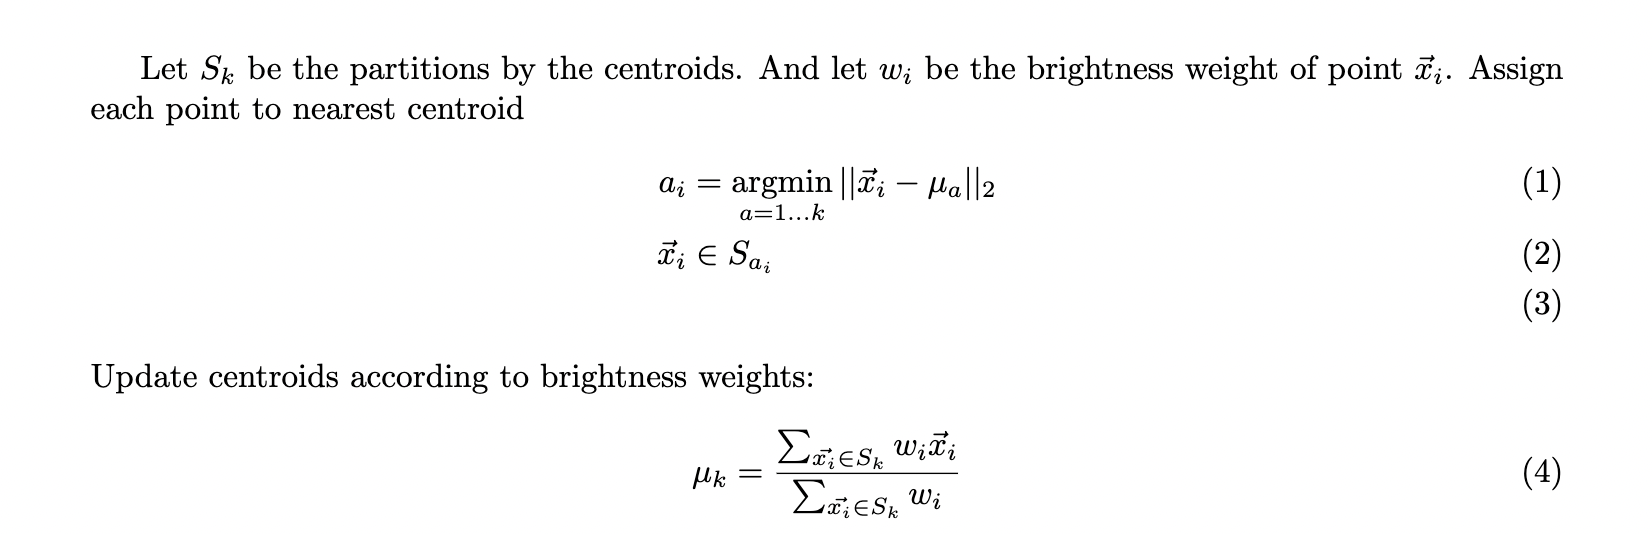 Let $S_k$ be the partitions by the centroids. And let $w_i$ be the brightness weight of point $\vec{x}_i$. Assign
each point to nearest centroid
$a_i = \underset{a=1\ldots k}{\operatorname{argmin}} ||\vec{x}_i - \mu_a||_2$ (1)
$\vec{x}_i \in S_{a_i}$ (2)
(3)
Update centroids according to brightness weights:
$\mu_k = \frac{\sum_{\vec{x}_i \in S_k} w_i \vec{x}_i}{\sum_{\vec{x}_i \in S_k} w_i}$ (4)